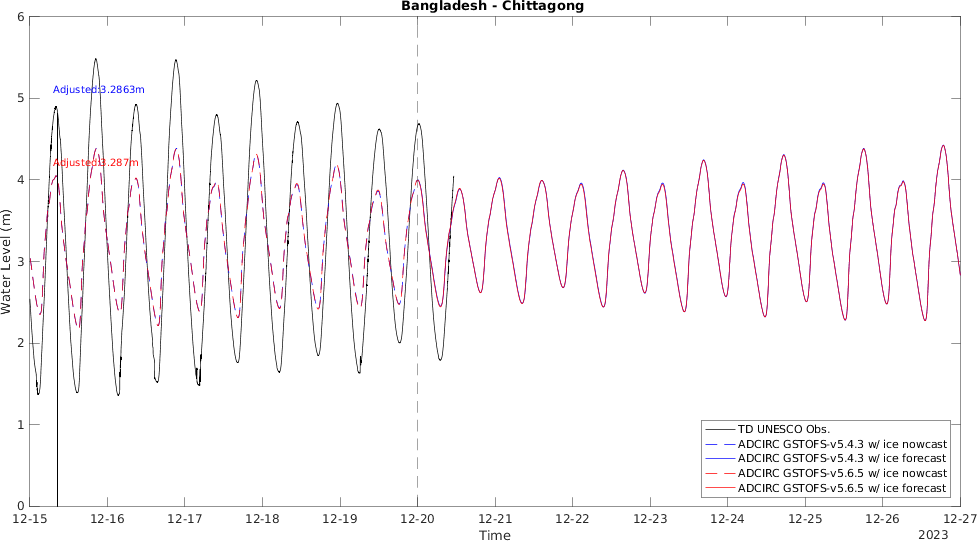 Bangladesh - Chittagong
6
5
4
3
2
1
0
Water Level (m)
Adjusted:3.2863m
Adjusted:3.287m
TD UNESCO Obs.
ADCIRC GSTOFS-v5.4.3 w/ ice nowcast
ADCIRC GSTOFS-v5.4.3 w/ ice forecast
ADCIRC GSTOFS-v5.6.5 w/ ice nowcast
ADCIRC GSTOFS-v5.6.5 w/ ice forecast
12-15 12-16 12-17 12-18 12-19 12-20 12-21 12-22 12-23 12-24 12-25 12-26 12-27
Time
2023